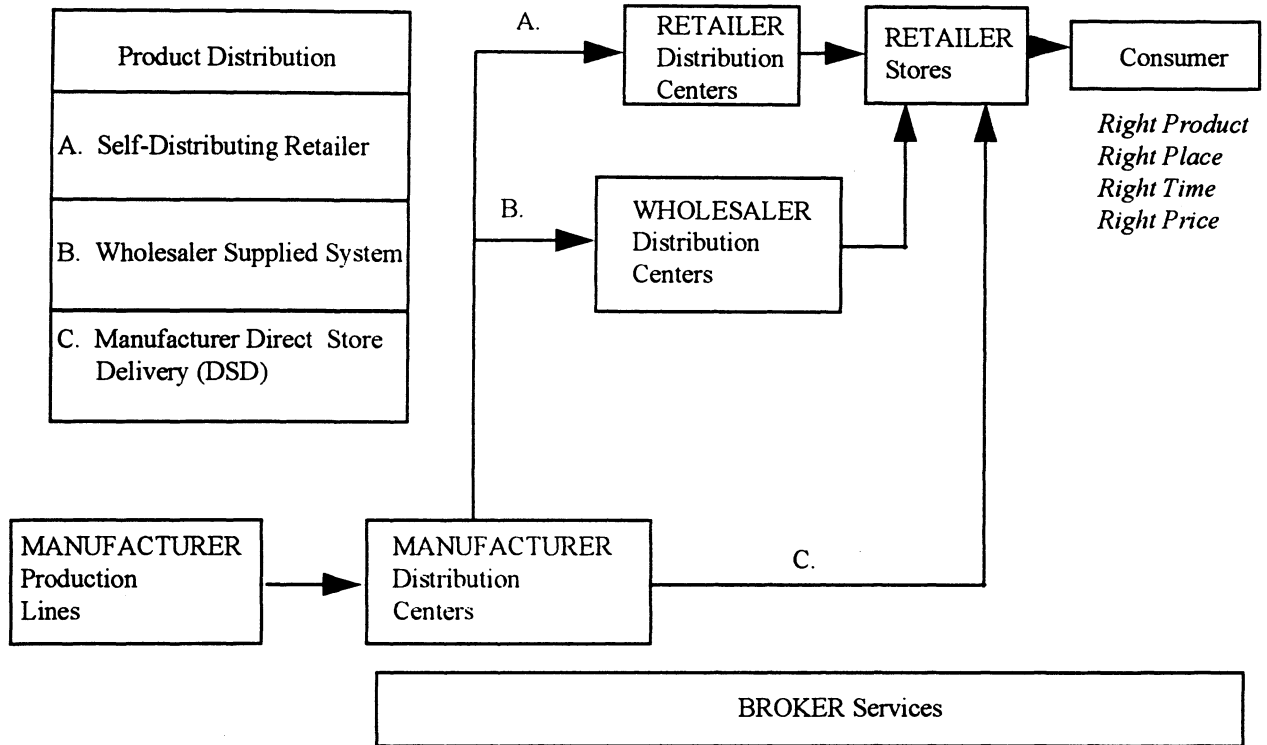 Product Distribution
A. Self-Distributing Retailer
B. Wholesaler Supplied System
C. Manufacturer Direct Store
Delivery (DSD)
A.
RETAILER
Distribution
Centers
RETAILER
Stores
Consumer
Right Product
Right Place
Right Time
Right Price
B.
WHOLESALER
Distribution
Centers
MANUFACTURER
Production
Lines
MANUFACTURER
Distribution
Centers
C.
BROKER Services